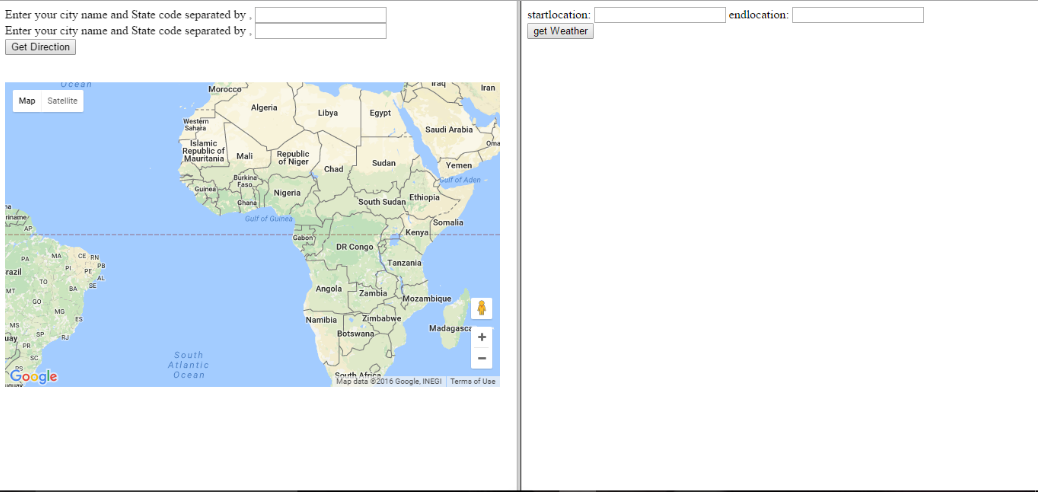 Enter your city name and State code separated by ,
Enter your city name and State code separated by ,
Get Direction
startlocation: endlocation:
get Weather
Map Satellite
Ocean
Morocco
Algeria
Libya
Egypt
Iraq
Iran
Western
Sahara
Saudi Arabia
Oma
Islamic
Republic of
Mauritania
Mali
Republic
of Niger
Chad
Sudan
Yemen
Gulf of Aden
Burkina
Faso
Guinea
Ghana
Nigeria
South Sudan
Ethiopia
Gulf of Guinea
Somalia
Gabon
DR Congo
Kenya
Tanzania
Angola
Zambia
Mozambique
Namibia
Zimbabwe
Botswana
Madagasca
South Africa
riname
AP
PA
MA
CE
RN
PB
PI
PE
AL
SE
razil
TO
BA
MT
GO
MG
ES
MS
SP
RJ
uay
PR
SC
RS
South
Atlantic
Ocean
Google
Map data ©2016 Google, INEGI
Terms of Use